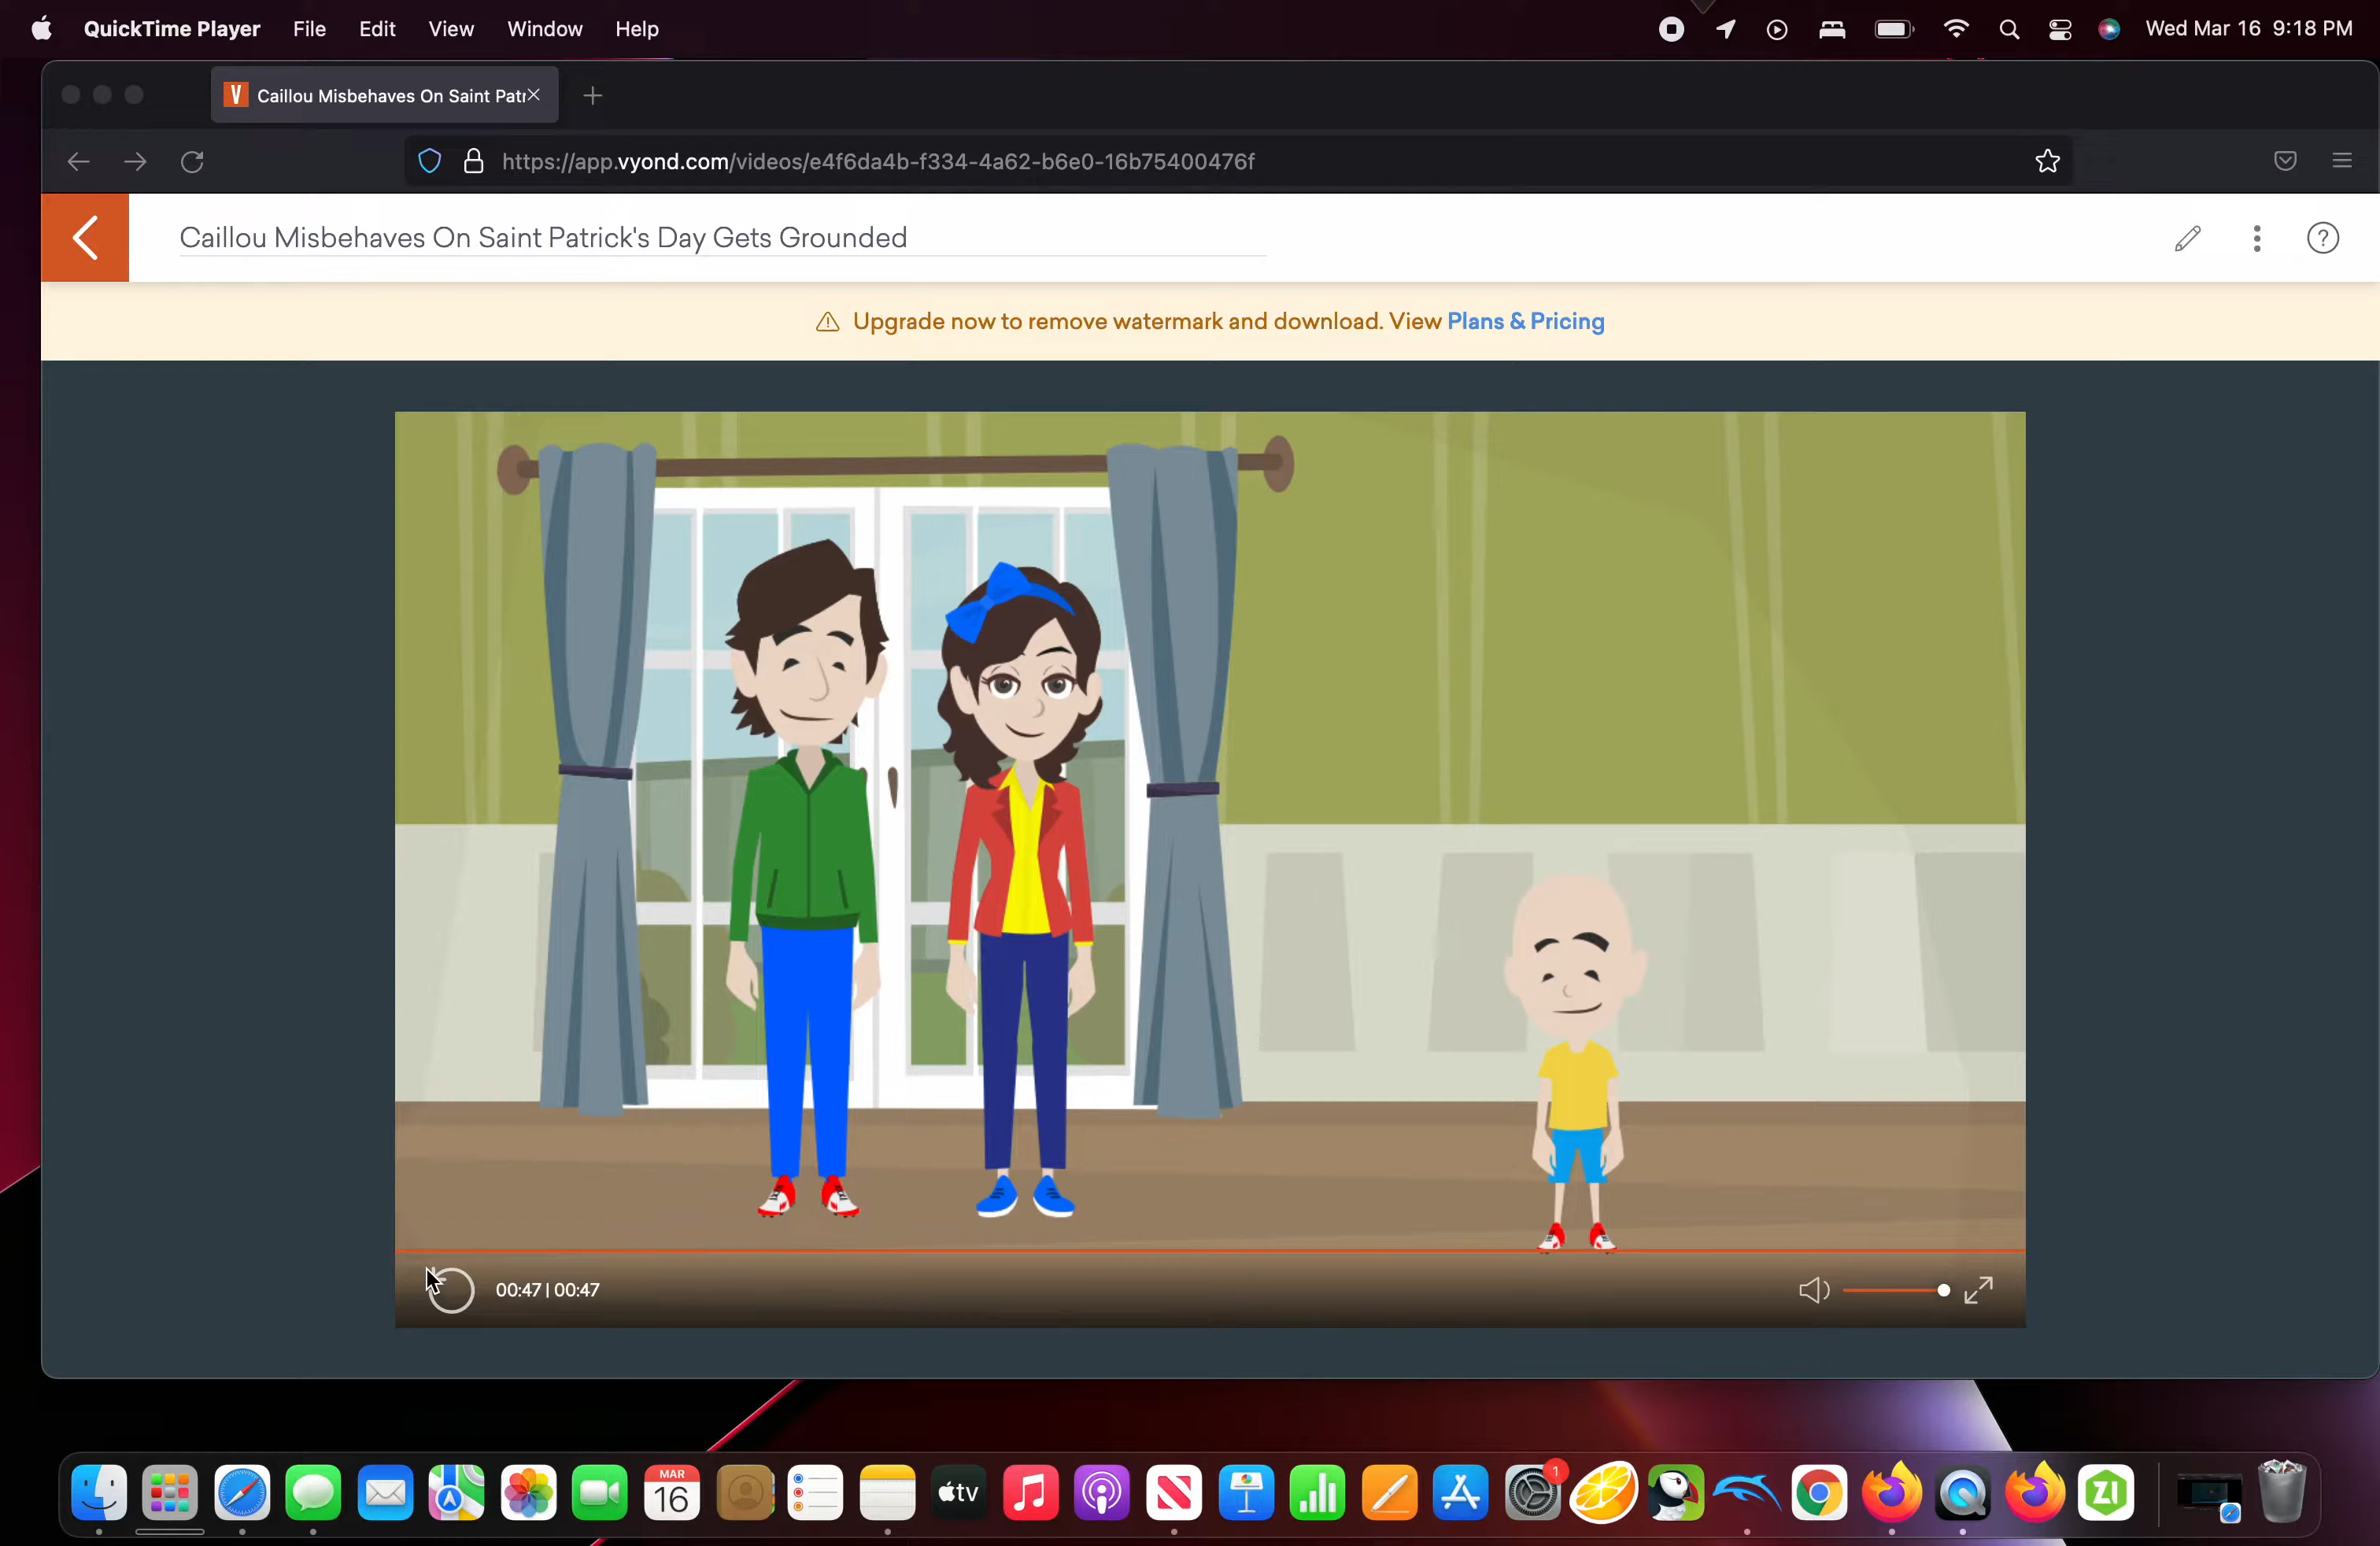 QuickTime Player File Edit View Window Help Wed Mar 16 9:18 PM
V Caillou Misbehaves On Saint Patr
https://app.vyond.com/videos/e4f6da4b-f334-4a62-b6e0-16b75400476f
Caillou Misbehaves On Saint Patrick's Day Gets Grounded
Upgrade now to remove watermark and download. View Plans & Pricing
00:47 | 00:47
MAR
16
tv
1
ZI